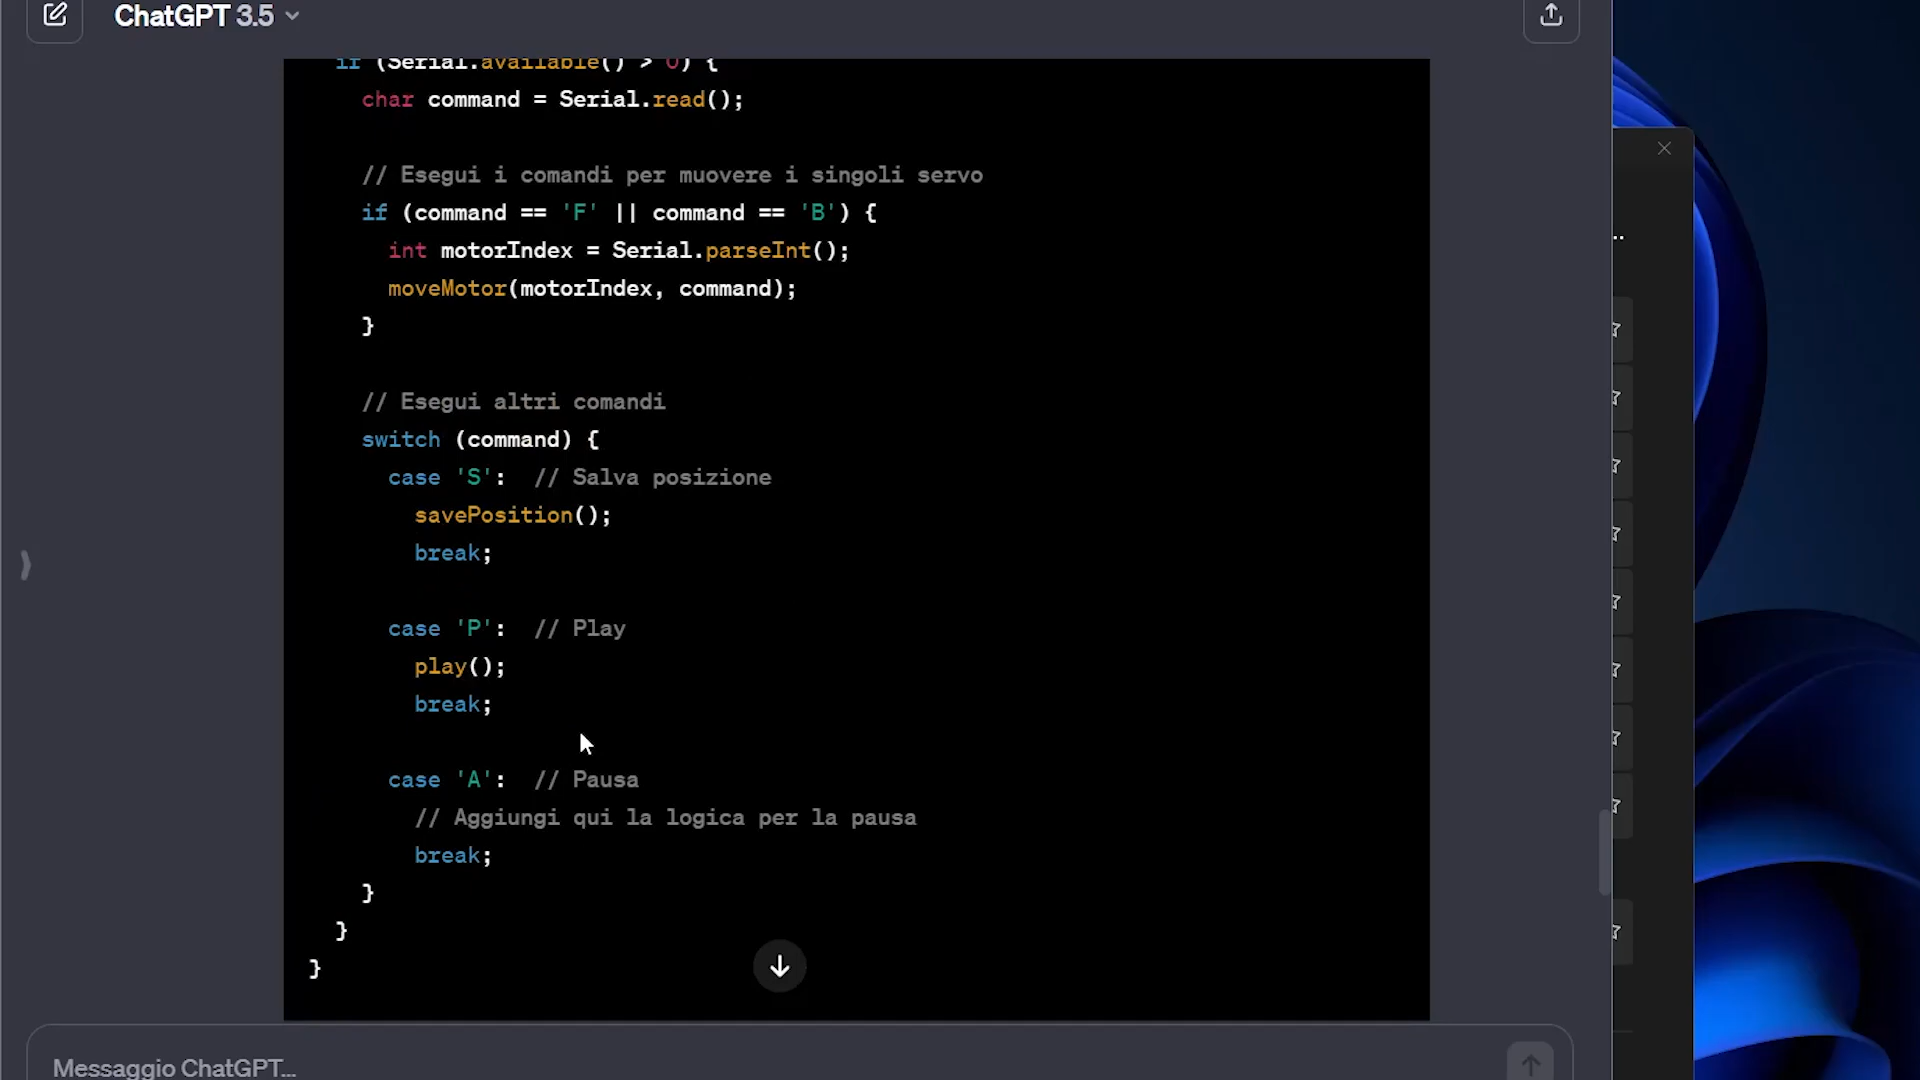 ChatGPT 3.5
if (Serial.available() > 0) {
char command = Serial.read();
// Esegui i comandi per muovere i singoli servo
if (command == 'F' || command == 'B') {
int motorIndex = Serial.parseInt();
moveMotor(motorIndex, command);
}
// Esegui altri comandi
switch (command) {
case 'S':  // Salva posizione
savePosition();
break;
case 'P':  // Play
play();
break;
case 'A':  // Pausa
// Aggiungi qui la logica per la pausa
break;
}
}
}
Messaggio ChatGPT...